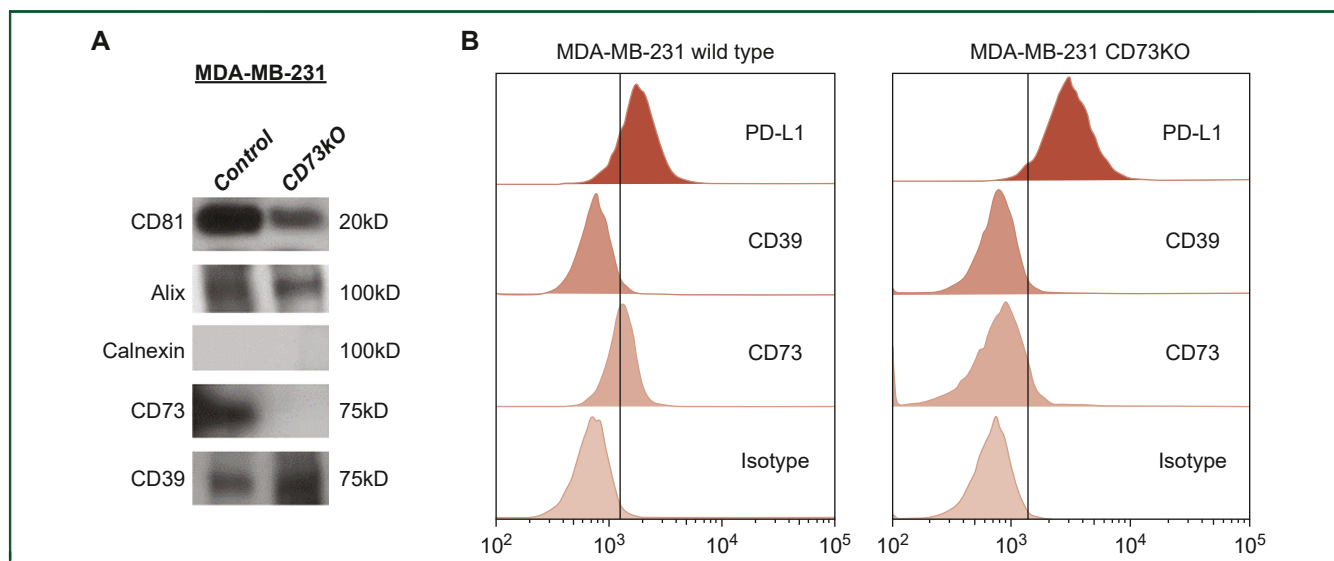 A
MDA-MB-231
Control CD73KO
CD81 20kD
Alix 100kD
Calnexin 100kD
CD73 75kD
CD39 75kD
B
MDA-MB-231 wild type
PD-L1
CD39
CD73
Isotype
10² 10³ 10⁴ 10⁵
MDA-MB-231 CD73KO
PD-L1
CD39
CD73
Isotype
10² 10³ 10⁴ 10⁵